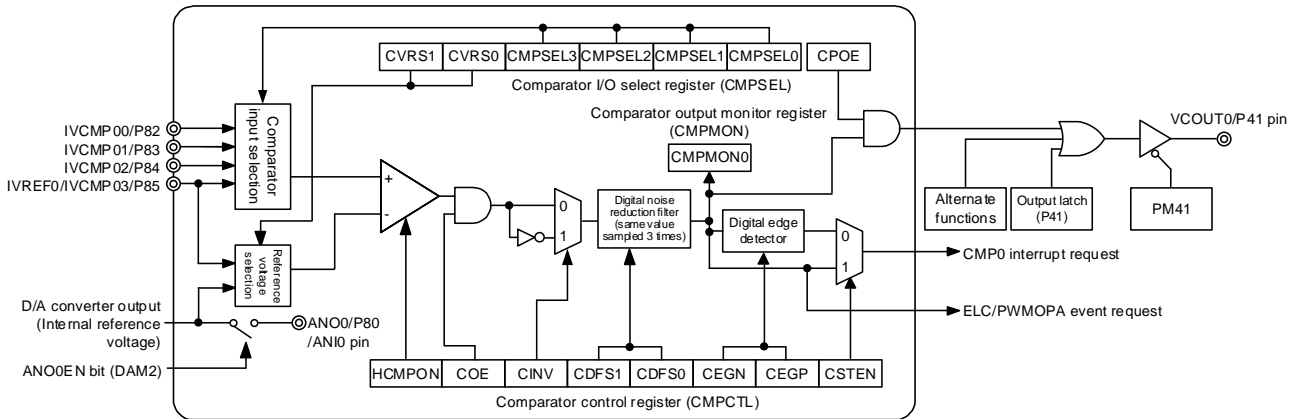 CVRS1 CVRS0 CMPSEL3 CMPSEL2 CMPSEL1 CMPSEL0 CPOE
Comparator I/O select register (CMPSEL)
Comparator output monitor register
(CMPMON)
CMPMON0
VCOUT0/P41 pin
IVCMP00/P82
IVCMP01/P83
IVCMP02/P84
IVREF0/IVCMP03/P85
Comparator
input selection
+
-
0
1
Digital noise
reduction filter
(same value
sampled 3 times)
Digital edge
detector
0
1
Alternate
functions
Output latch
(P41)
PM41
CMP0 interrupt request
ELC/PWMOPA event request
Reference
voltage
selection
D/A converter output
(Internal reference
voltage)
ANO0/P80
/ANI0 pin
ANO0EN bit (DAM2)
HCMPON COE CINV CDFS1 CDFS0 CEGN CEGP CSTEN
Comparator control register (CMPCTL)